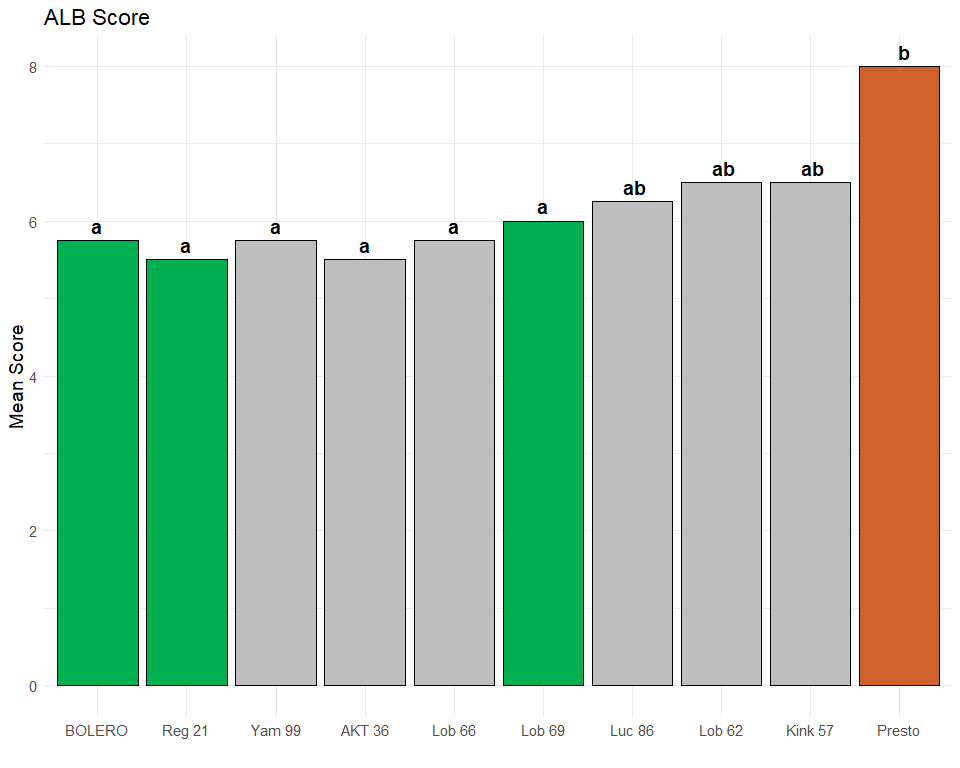 ALB Score
b
ab ab
ab
a
a a a
a a
8
6
4
2
0
Mean Score
BOLERO Reg 21 Yam 99 AKT 36 Lob 66 Lob 69 Luc 86 Lob 62 Kink 57 Presto